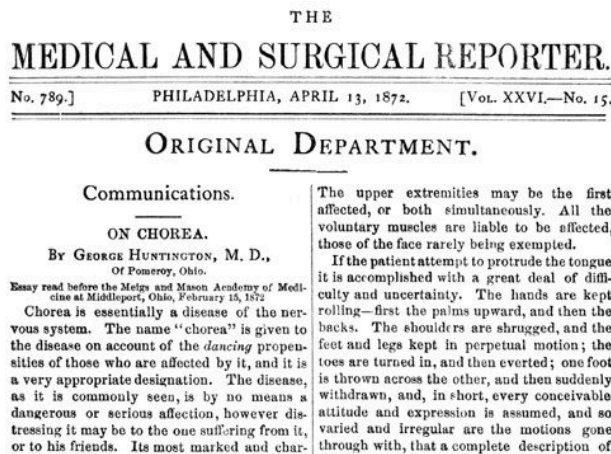 THE
MEDICAL AND SURGICAL REPORTER.
No. 789.] PHILADELPHIA, APRIL 13, 1872. [Vol. XXVI.—No. 15.
Original Department.
Communications.
ON CHOREA.
By George Huntington, M. D.,
Of Pomeroy, Ohio.
Essay read before the Meigs and Mason Academy of Medi-
cine at Middleport, Ohio, February 15, 1872
Chorea is essentially a disease of the ner-
vous system. The name "chorea" is given to
the disease on account of the dancing propen-
sities of those who are affected by it, and it is
a very appropriate designation. The disease,
as it is commonly seen, is by no means a
dangerous or serious affection, however dis-
tressing it may be to the one suffering from it,
or to his friends. Its most marked and char-
The upper extremities may be the first
affected, or both simultaneously. All the
voluntary muscles are liable to be affected,
those of the face rarely being exempted.
If the patient attempt to protrude the tongue
it is accomplished with a great deal of diffi-
culty and uncertainty. The hands are kept
rolling—first the palms upward, and then the
backs. The shoulders are shrugged, and the
feet and legs kept in perpetual motion; the
toes are turned in, and then everted; one foot
is thrown across the other, and then suddenly
withdrawn, and, in short, every conceivable
attitude and expression is assumed, and so
varied and irregular are the motions gone
through with, that a complete description of